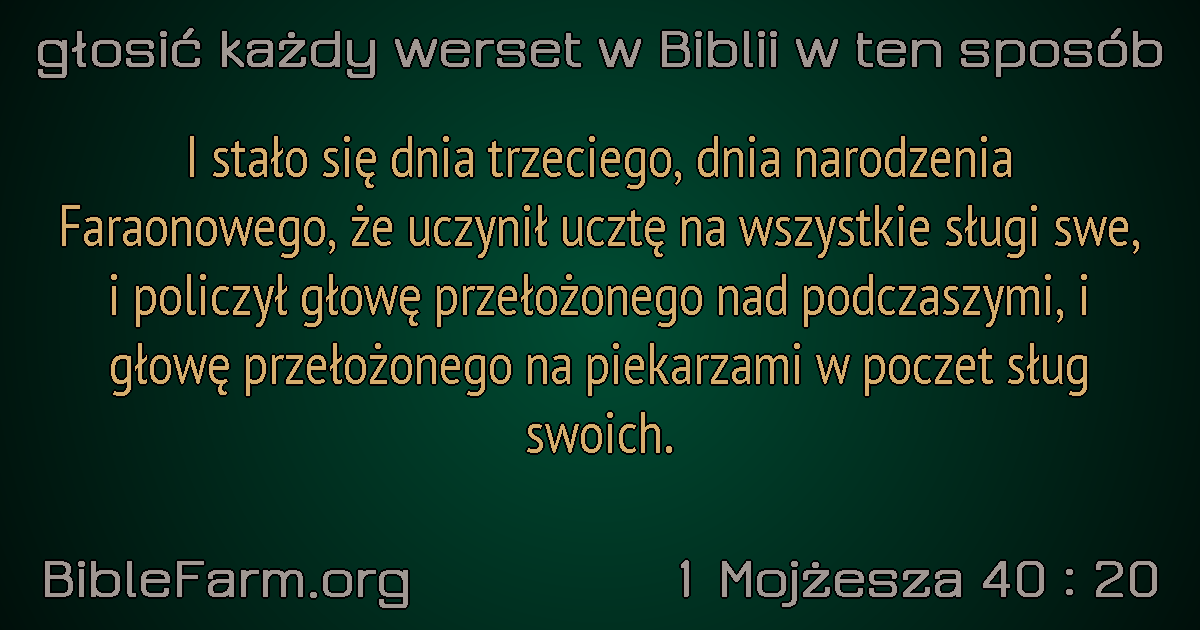 głosić każdy werset w Biblii w ten sposób
I stało się dnia trzeciego, dnia narodzenia
Faraonowego, że uczynił ucztę na wszystkie sługi swe,
i policzył głowę przełożonego nad podczaszymi, i
głowę przełożonego na piekarzami w poczet sług
swoich.
BibleFarm.org
1 Mojżesza 40 : 20